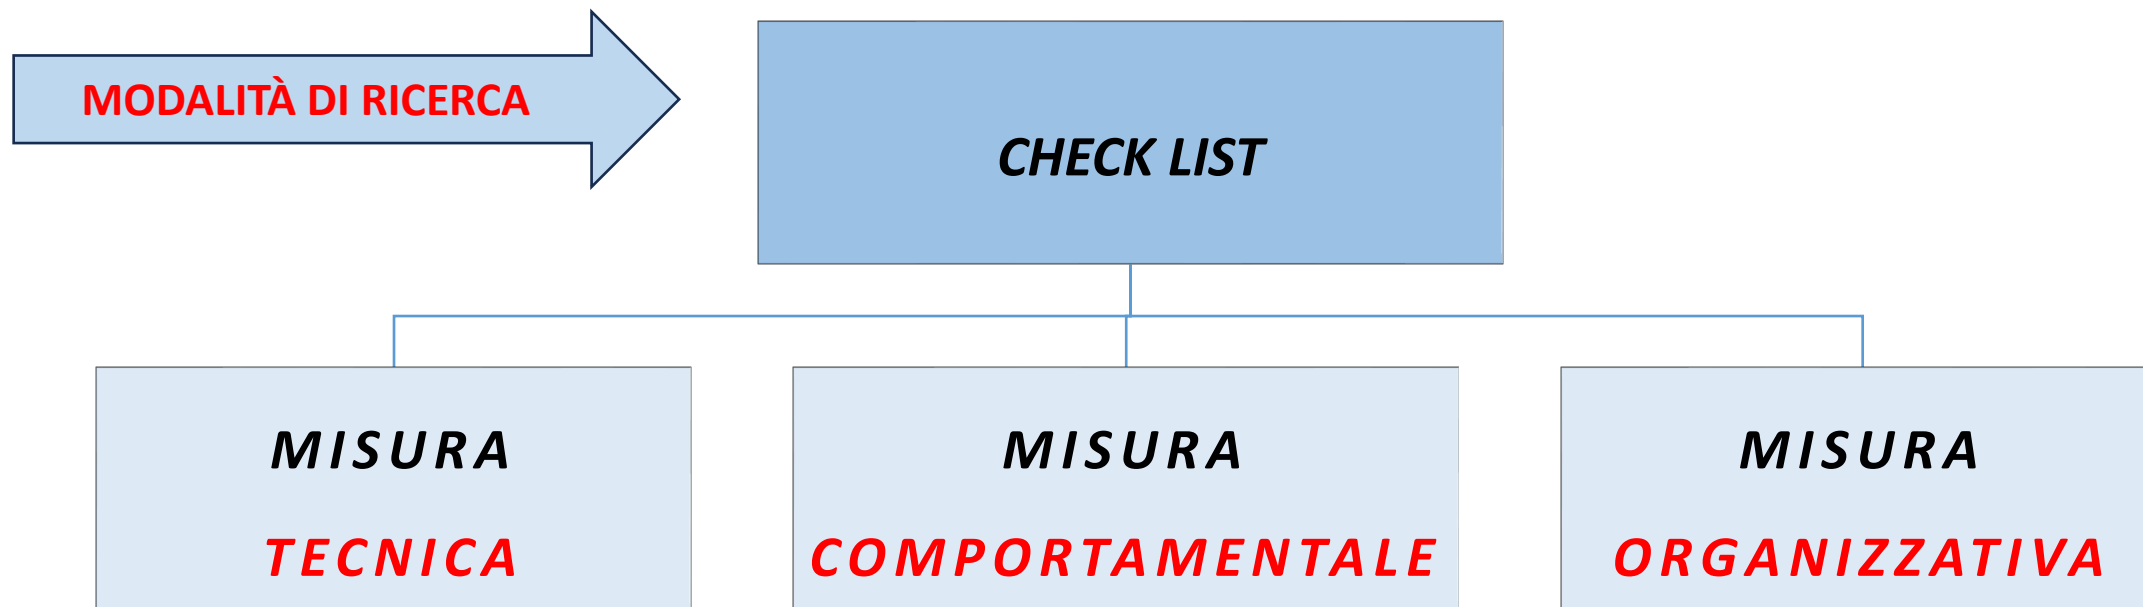 MODALITÀ DI RICERCA
CHECK LIST
MISURA
TECNICA
MISURA
COMPORTAMENTALE
MISURA
ORGANIZZATIVA